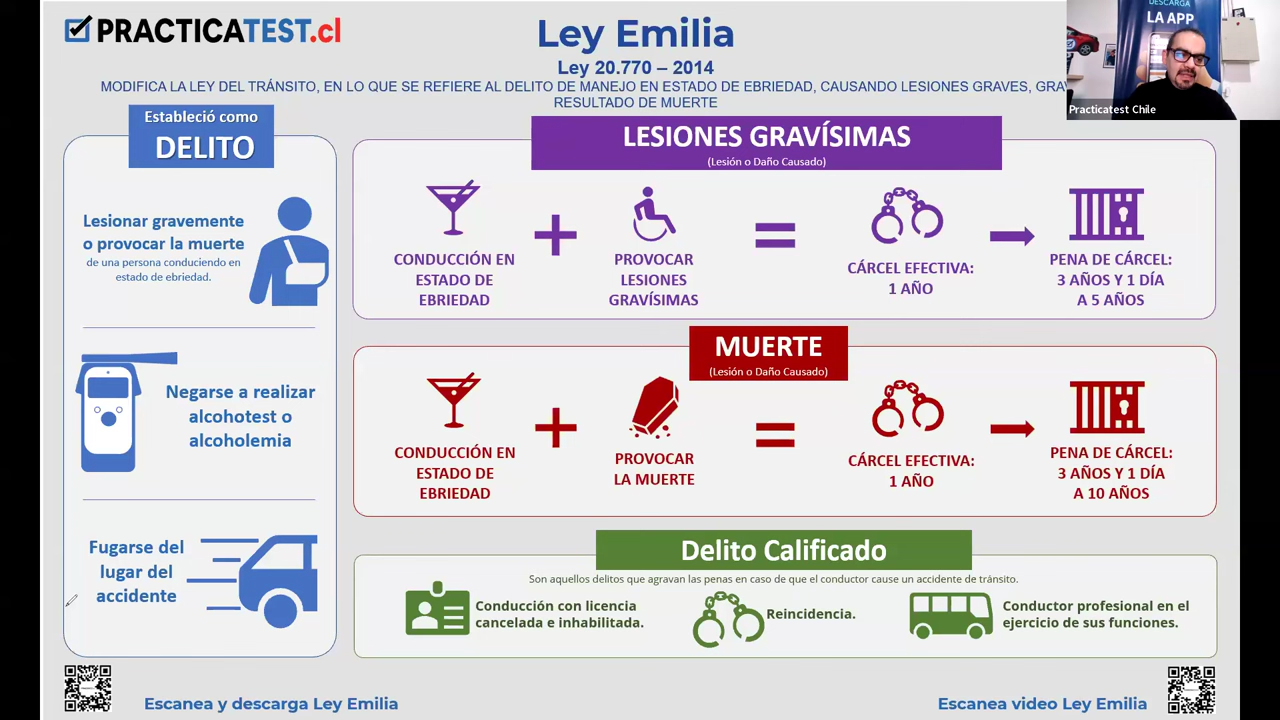 PRACTICATEST.cl
Ley Emilia
Ley 20.770 – 2014
MODIFICA LA LEY DEL TRÁNSITO, EN LO QUE SE REFIERE AL DELITO DE MANEJO EN ESTADO DE EBRIEDAD, CAUSANDO LESIONES GRAVES,
RESULTADO DE MUERTE
DESCARGA
LA APP
Practicatest Chile
Estableció como
DELITO
Lesionar gravemente
o provocar la muerte
de una persona conduciendo en
estado de ebriedad.
Negarse a realizar
alcohotest o
alcoholemia
Fugarse del
lugar del
accidente
LESIONES GRAVÍSIMAS
(Lesión o Daño Causado)
CONDUCCIÓN EN
ESTADO DE
EBRIEDAD
+
PROVOCAR
LESIONES
GRAVÍSIMAS
=
CÁRCEL EFECTIVA:
1 AÑO
PENA DE CÁRCEL:
3 AÑOS Y 1 DÍA
A 5 AÑOS
MUERTE
(Lesión o Daño Causado)
CONDUCCIÓN EN
ESTADO DE
EBRIEDAD
+
PROVOCAR
LA MUERTE
=
CÁRCEL EFECTIVA:
1 AÑO
PENA DE CÁRCEL:
3 AÑOS Y 1 DÍA
A 10 AÑOS
Delito Calificado
Son aquellos delitos que agravan las penas en caso de que el conductor cause un accidente de tránsito.
Conducción con licencia
cancelada e inhabilitada.
Reincidencia.
Conductor profesional en el
ejercicio de sus funciones.
Escanea y descarga Ley Emilia
Escanea video Ley Emilia